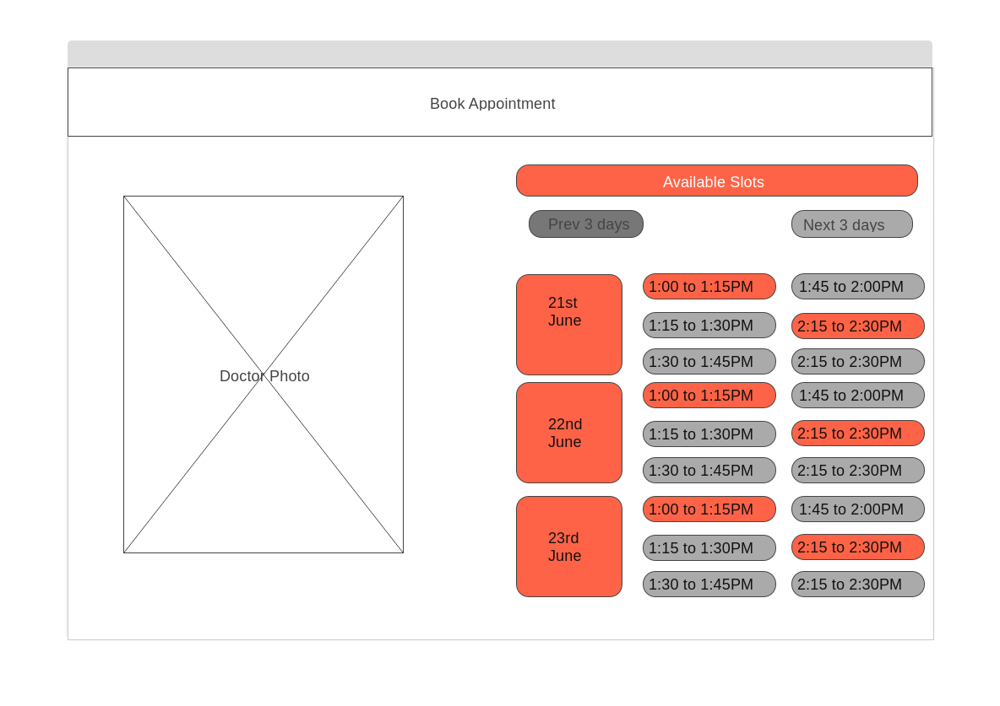 Book Appointment
Available Slots
Prev 3 days
Next 3 days
Doctor Photo
21st
June
1:00 to 1:15PM
1:45 to 2:00PM
1:15 to 1:30PM
2:15 to 2:30PM
1:30 to 1:45PM
2:15 to 2:30PM
22nd
June
1:00 to 1:15PM
1:45 to 2:00PM
1:15 to 1:30PM
2:15 to 2:30PM
1:30 to 1:45PM
2:15 to 2:30PM
23rd
June
1:00 to 1:15PM
1:45 to 2:00PM
1:15 to 1:30PM
2:15 to 2:30PM
1:30 to 1:45PM
2:15 to 2:30PM